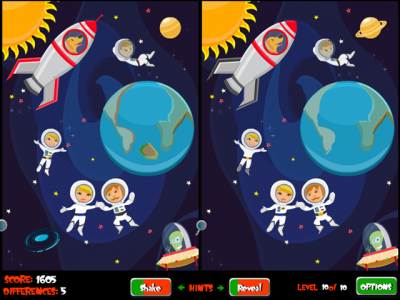 SCORE: 1605
DIFFERENCES: 5
Shake
HINTS
Reveal
LEVEL 10 of 10
OPTIONS